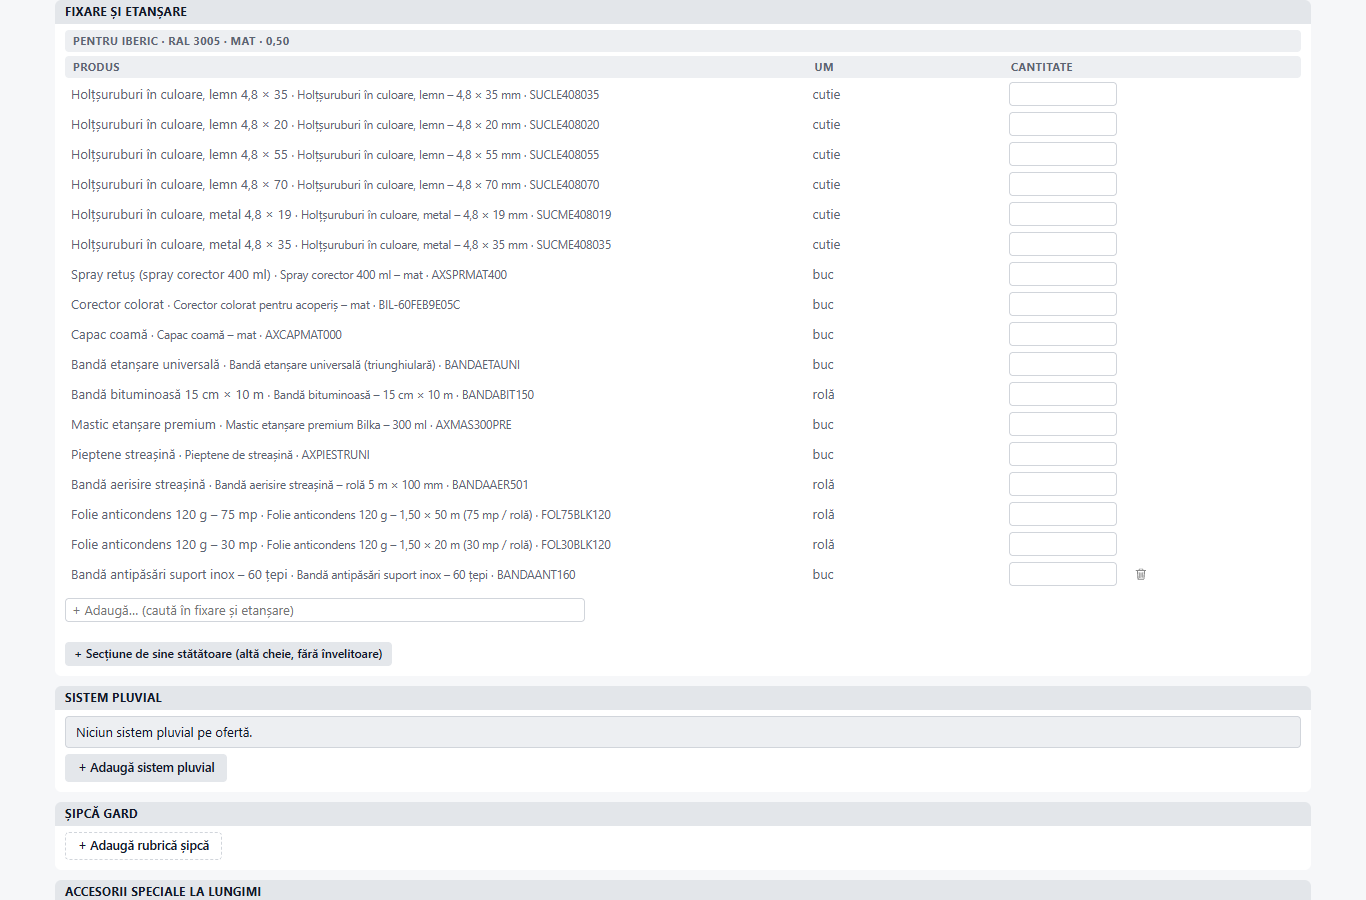 FIXARE ȘI ETANȘARE
PENTRU IBERIC · RAL 3005 · MAT · 0,50
PRODUS UM CANTITATE
Holțșuruburi în culoare, lemn 4,8 × 35 · Holțșuruburi în culoare, lemn – 4,8 × 35 mm · SUCLE408035 cutie
Holțșuruburi în culoare, lemn 4,8 × 20 · Holțșuruburi în culoare, lemn – 4,8 × 20 mm · SUCLE408020 cutie
Holțșuruburi în culoare, lemn 4,8 × 55 · Holțșuruburi în culoare, lemn – 4,8 × 55 mm · SUCLE408055 cutie
Holțșuruburi în culoare, lemn 4,8 × 70 · Holțșuruburi în culoare, lemn – 4,8 × 70 mm · SUCLE408070 cutie
Holțșuruburi în culoare, metal 4,8 × 19 · Holțșuruburi în culoare, metal – 4,8 × 19 mm · SUCME408019 cutie
Holțșuruburi în culoare, metal 4,8 × 35 · Holțșuruburi în culoare, metal – 4,8 × 35 mm · SUCME408035 cutie
Spray retuș (spray corector 400 ml) · Spray corector 400 ml – mat · AXSPRMAT400 buc
Corector colorat · Corector colorat pentru acoperiș – mat · BIL-60FEB9E05C buc
Capac coamă · Capac coamă – mat · AXCAPMAT000 buc
Bandă etanșare universală · Bandă etanșare universală (triunghiulară) · BANDAETAUNI buc
Bandă bituminoasă 15 cm × 10 m · Bandă bituminoasă – 15 cm × 10 m · BANDABIT150 rolă
Mastic etanșare premium · Mastic etanșare premium Bilka – 300 ml · AXMAS300PRE buc
Pieptene streașină · Pieptene de streașină · AXPIESTRUNI buc
Bandă aerisire streașină · Bandă aerisire streașină – rolă 5 m × 100 mm · BANDAAER501 rolă
Folie anticondens 120 g – 75 mp · Folie anticondens 120 g – 1,50 × 50 m (75 mp / rolă) · FOL75BLK120 rolă
Folie anticondens 120 g – 30 mp · Folie anticondens 120 g – 1,50 × 20 m (30 mp / rolă) · FOL30BLK120 rolă
Bandă antipăsări suport inox – 60 țepi · Bandă antipăsări suport inox – 60 țepi · BANDAANT160 buc
+ Adaugă... (caută în fixare și etanșare)
+ Secțiune de sine stătătoare (altă cheie, fără învelitoare)
SISTEM PLUVIAL
Niciun sistem pluvial pe ofertă.
+ Adaugă sistem pluvial
ȘIPCĂ GARD
+ Adaugă rubrică șipcă
ACCESORII SPECIALE LA LUNGIMI